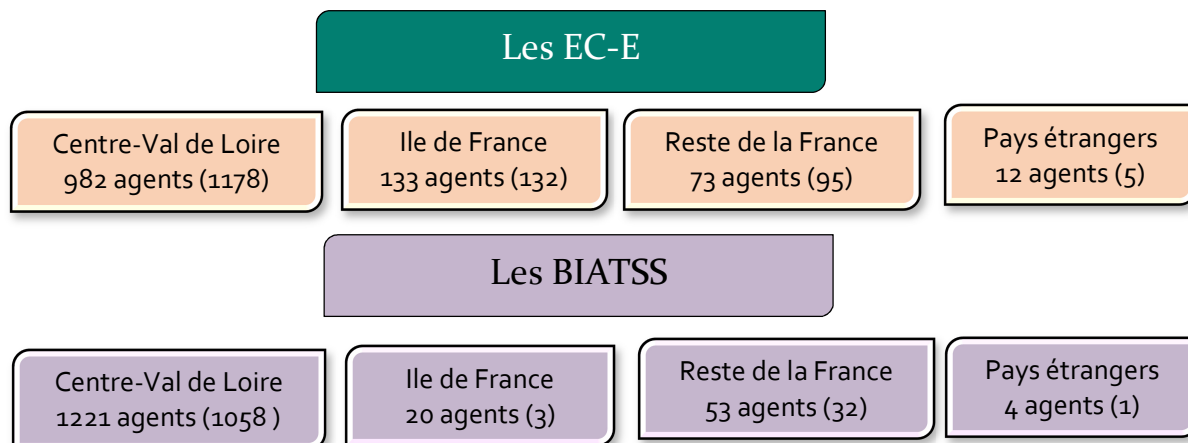 Les EC-E
Centre-Val de Loire
982 agents (1178)
Ile de France
133 agents (132)
Reste de la France
73 agents (95)
Pays étrangers
12 agents (5)
Les BIATSS
Centre-Val de Loire
1221 agents (1058 )
Ile de France
20 agents (3)
Reste de la France
53 agents (32)
Pays étrangers
4 agents (1)